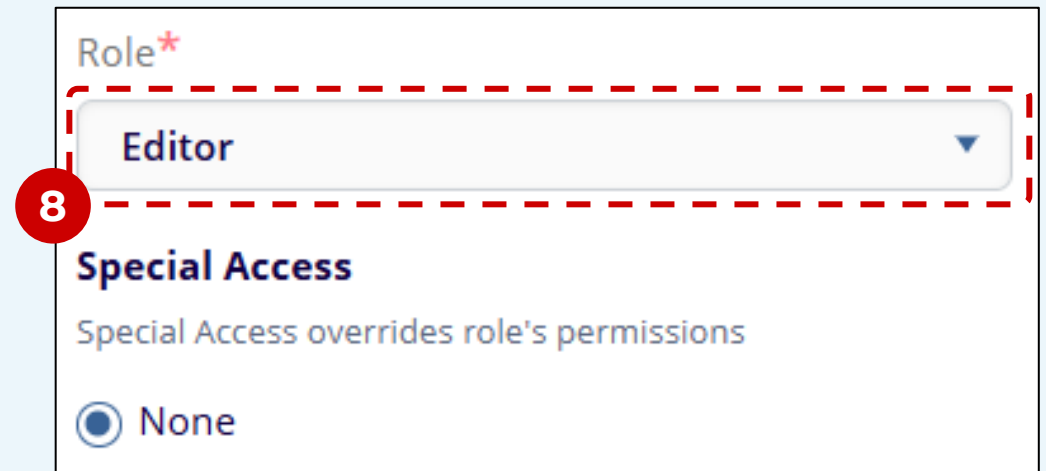 Role*
Editor
8
Special Access
Special Access overrides role's permissions
None